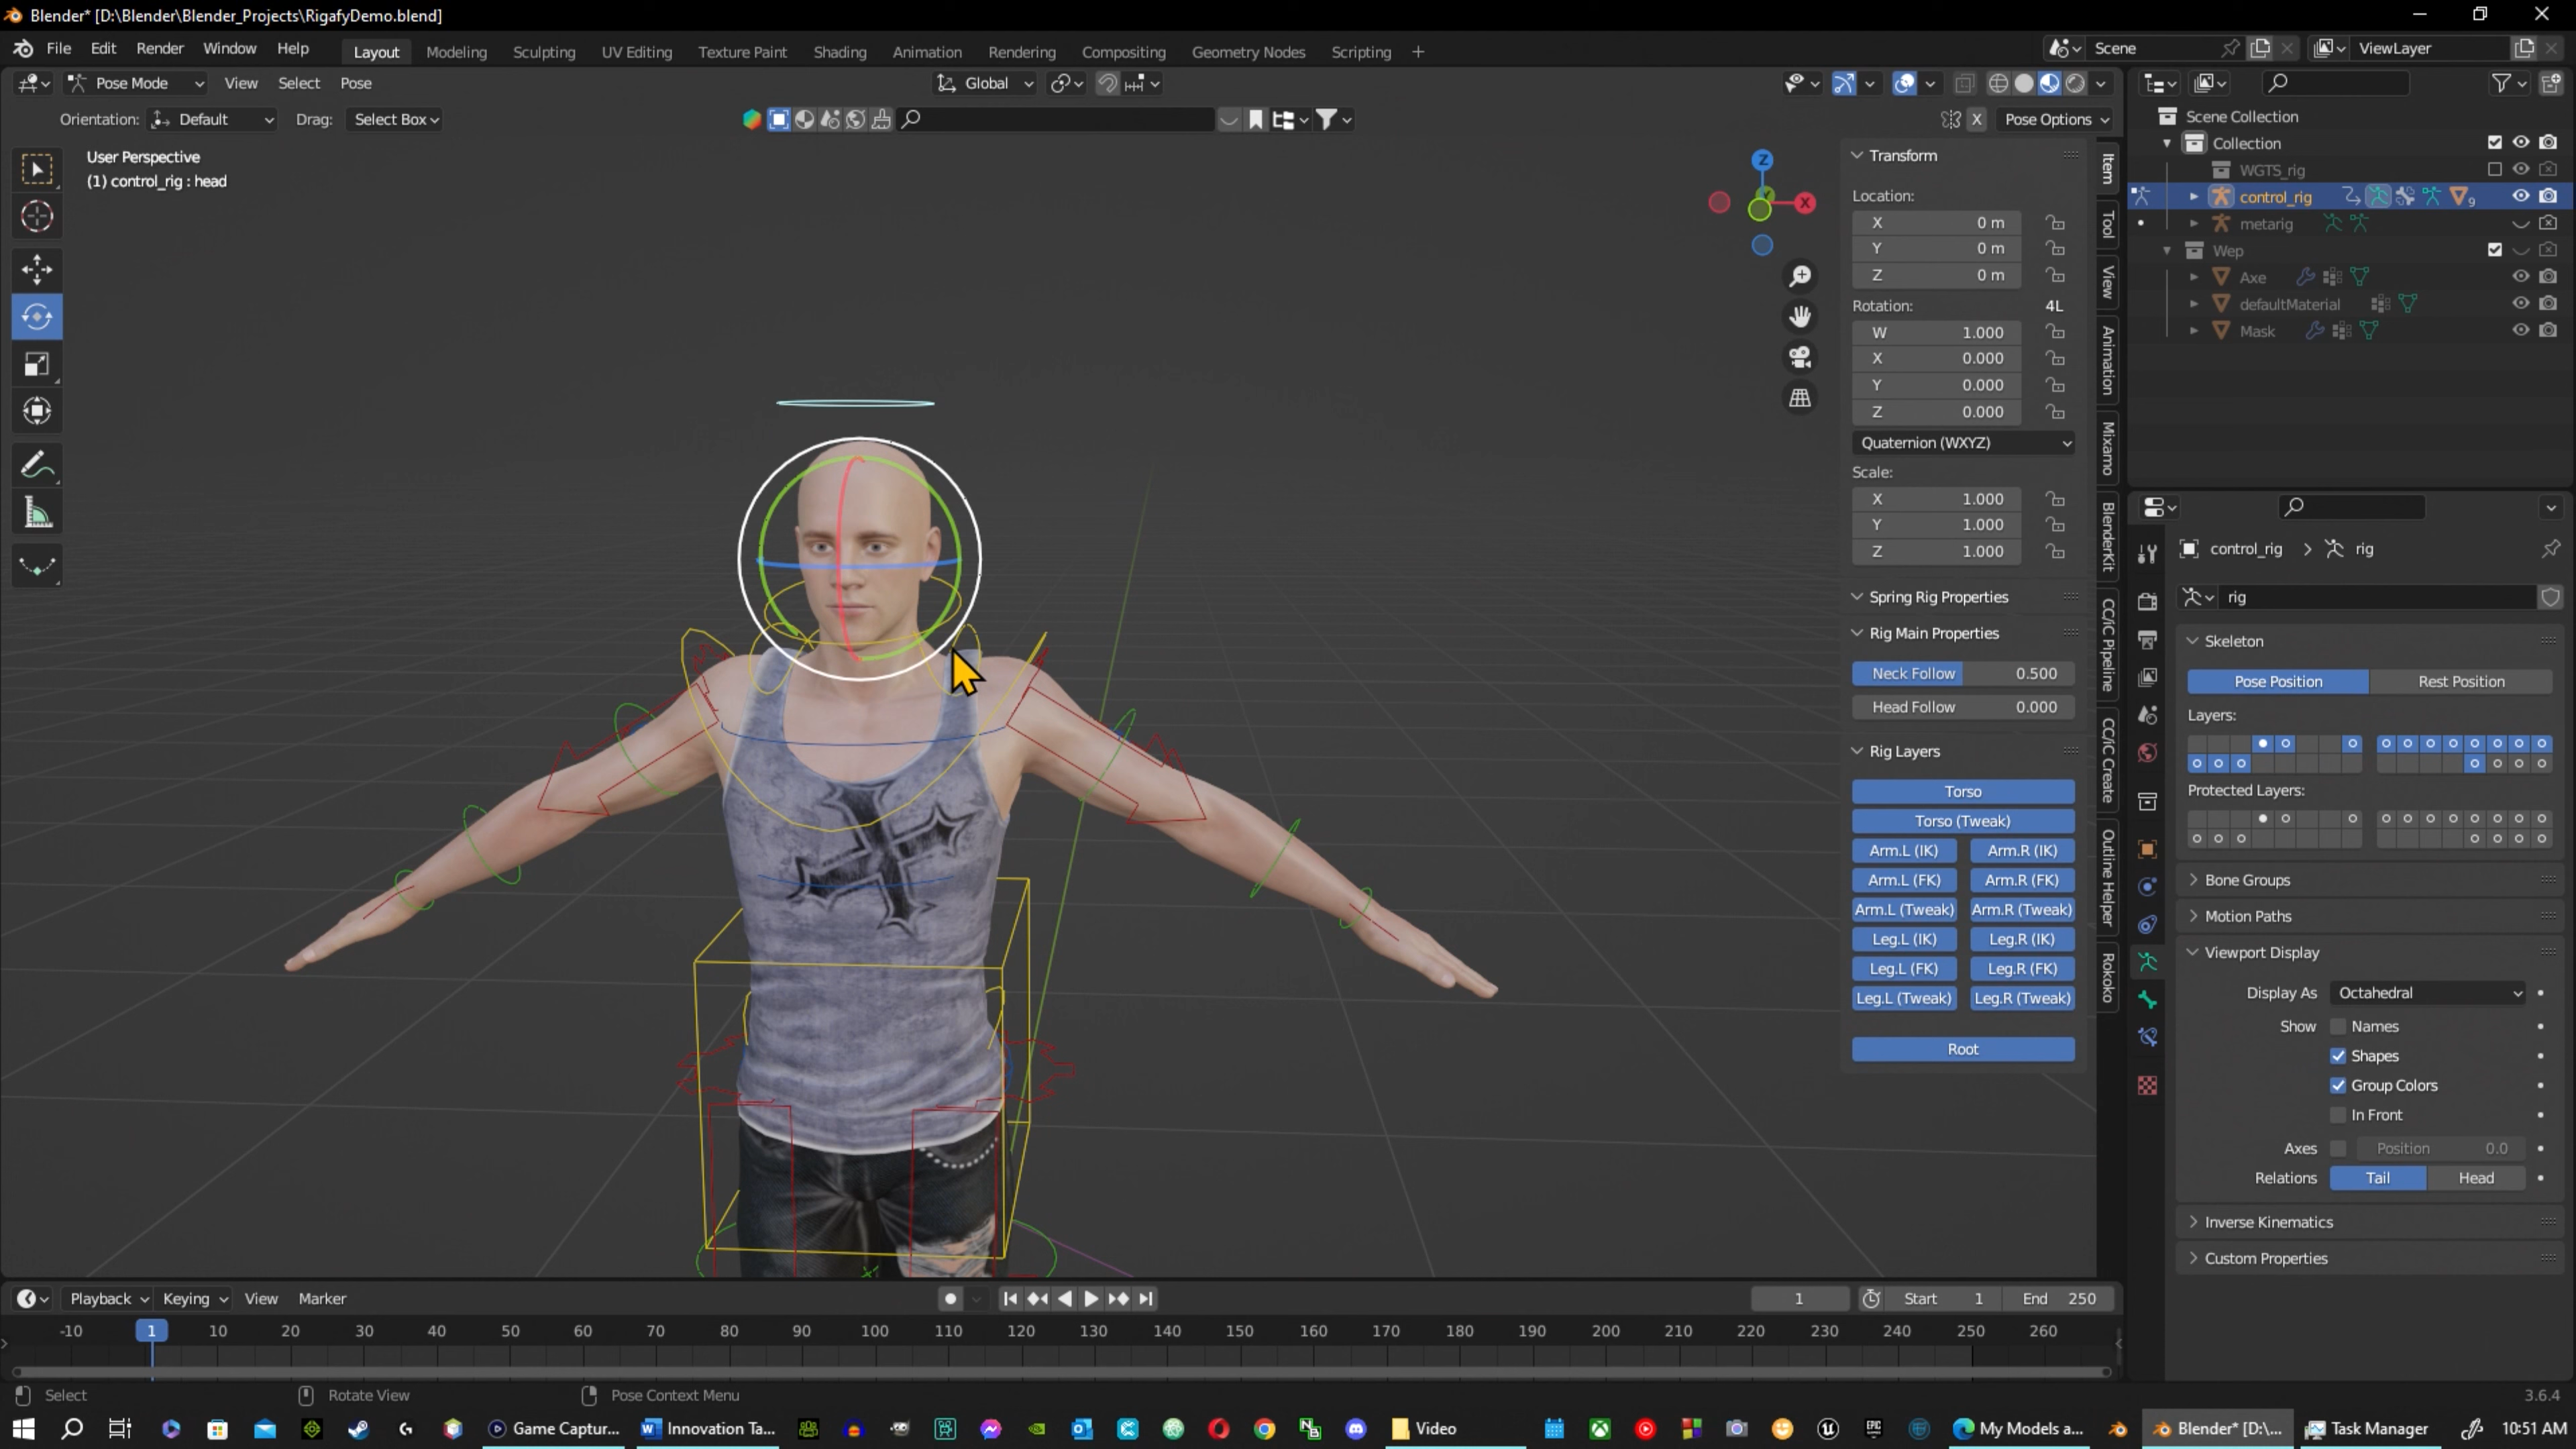 Blender* [D:\Blender\Blender_Projects\RigafyDemo.blend]
File Edit Render Window Help Layout Modeling Sculpting UV Editing Texture Paint Shading Animation Rendering Compositing Geometry Nodes Scripting + Scene ViewLayer
Pose Mode View Select Pose Global
Orientation: Default Drag: Select Box X Pose Options
User Perspective
(1) control_rig : head
Z
X
Y
Transform
Location:
X 0 m
Y 0 m
Z 0 m
Rotation: 4L
W 1.000
X 0.000
Y 0.000
Z 0.000
Quaternion (WXYZ)
Scale:
X 1.000
Y 1.000
Z 1.000
Spring Rig Properties
Rig Main Properties
Neck Follow 0.500
Head Follow 0.000
Rig Layers
Torso
Torso (Tweak)
Arm.L (IK) Arm.R (IK)
Arm.L (FK) Arm.R (FK)
Arm.L (Tweak) Arm.R (Tweak)
Leg.L (IK) Leg.R (IK)
Leg.L (FK) Leg.R (FK)
Leg.L (Tweak) Leg.R (Tweak)
Root
Item
Tool
View
Animation
Mixamo
BlenderKit
CC/iC Pipeline
CC/iC Create
Outline Helper
Rokoko
Scene Collection
Collection
WGTS_rig
control_rig 9
metarig
Wep
Axe
defaultMaterial
Mask
control_rig > rig
rig
Skeleton
Pose Position Rest Position
Layers:
Protected Layers:
Bone Groups
Motion Paths
Viewport Display
Display As Octahedral
Show Names
Shapes
Group Colors
In Front
Axes Position 0.0
Relations Tail Head
Inverse Kinematics
Custom Properties
Playback Keying View Marker 1 Start 1 End 250
-10 1 10 20 30 40 50 60 70 80 90 100 110 120 130 140 150 160 170 180 190 200 210 220 230 240 250 260
Select Rotate View Pose Context Menu 3.6.4
Game Captur... Innovation Ta... Video My Models a... Blender* [D:\... Task Manager 10:51 AM